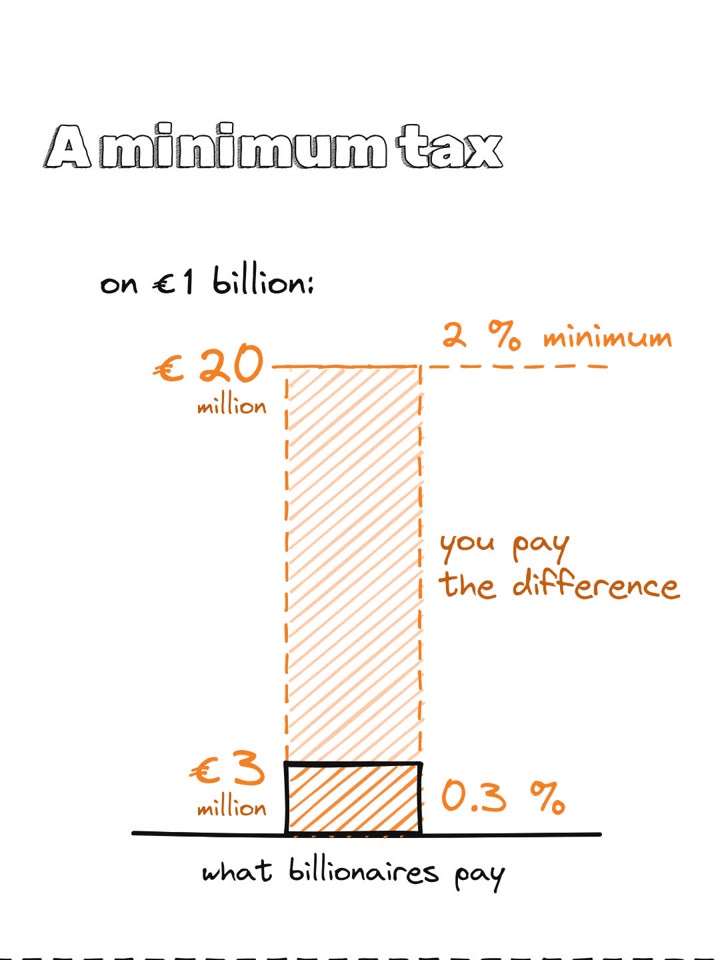 A minimum tax
on €1 billion:
2 % minimum
€ 20
million
you pay
the difference
€ 3
million
0.3 %
what billionaires pay